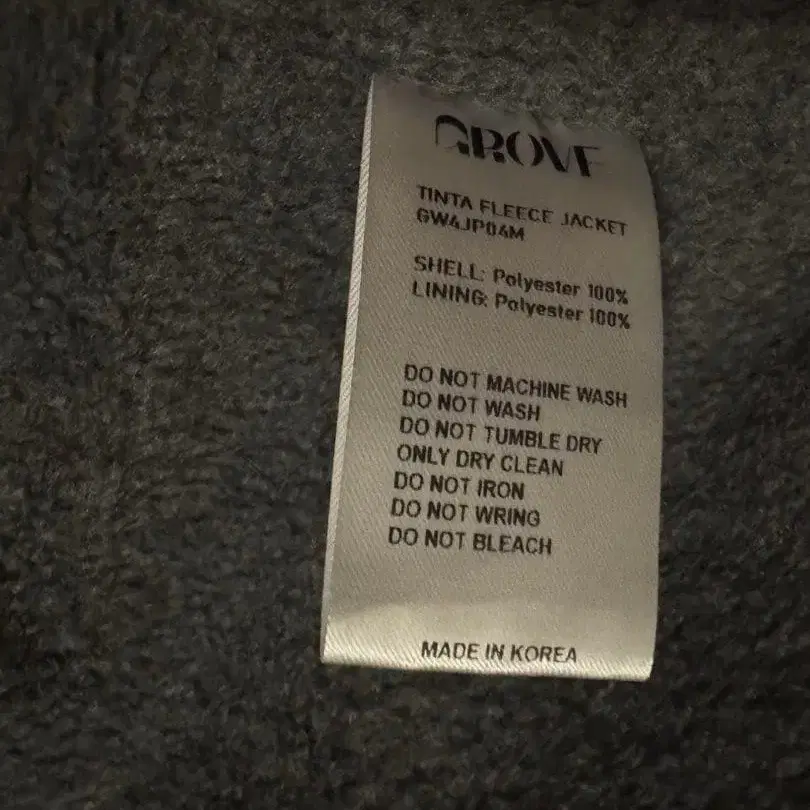 GROVE
TINTA FLEECE JACKET
GW4JP04M
SHELL: Polyester 100%
LINING: Polyester 100%
DO NOT MACHINE WASH
DO NOT WASH
DO NOT TUMBLE DRY
ONLY DRY CLEAN
DO NOT IRON
DO NOT WRING
DO NOT BLEACH
MADE IN KOREA